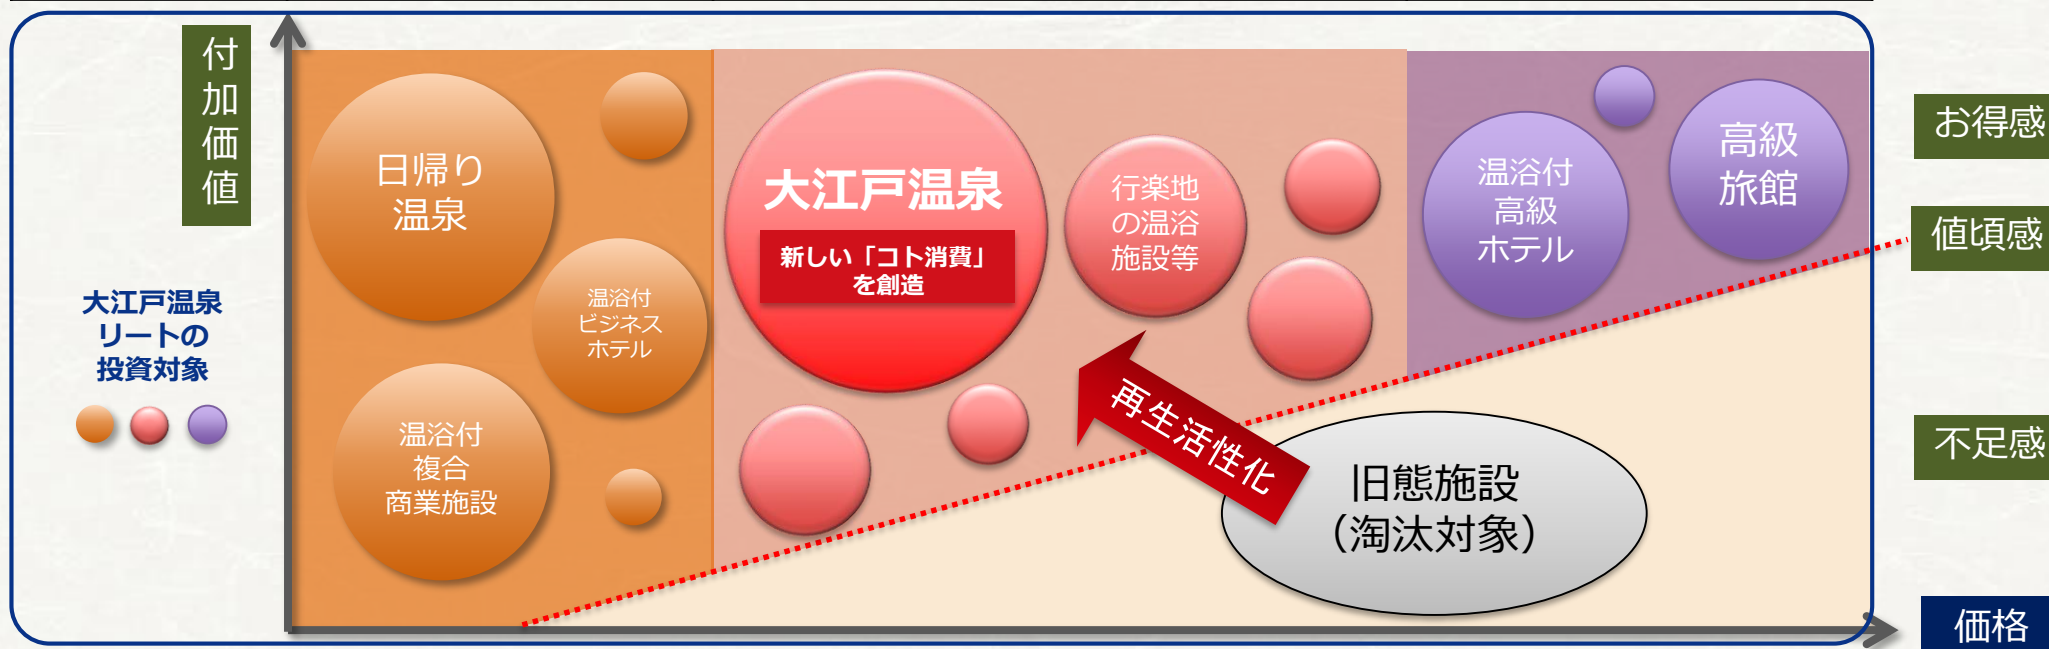 付加価値
大江戸温泉
リートの
投資対象
日帰り
温泉
温浴付
ビジネス
ホテル
温浴付
複合
商業施設
大江戸温泉
新しい「コト消費」
を創造
行楽地
の温浴
施設等
温浴付
高級
ホテル
高級
旅館
再生活性化
旧態施設
（淘汰対象）
お得感
値頃感
不足感
価格